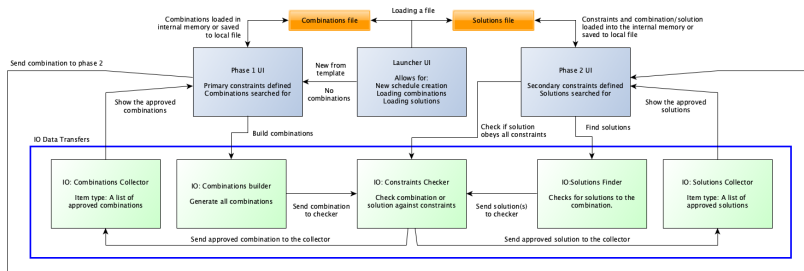 Combinations loaded in
internal memory or saved
to local file
Combinations file
Loading a file
Solutions file
Constraints and combination/solution
loaded into the internal memory or
saved to local file
Send combination to phase 2
Phase 1 UI
Primary constraints defined
Combinations searched for
New from
template
No
combinations
Launcher UI
Allows for:
New schedule creation
Loading combinations
Loading solutions
Phase 2 UI
Secondary constraints defined
Solutions searched for
Show the approved
combinations
Show the approved
solutions
Build combinations
Check if solution
obeys all constraints
Find solutions
IO Data Transfers
IO: Combinations Collector
Item type: A list of
approved combinations
IO: Combinations builder
Generate all combinations
Send combination
to checker
IO: Constraints Checker
Check combination or
solution against constraints
Send solution(s)
to checker
IO:Solutions Finder
Checks for solutions to the
combination.
IO: Solutions Collector
Item type: A list of
approved solutions
Send approved combination to the collector
Send approved solution to the collector